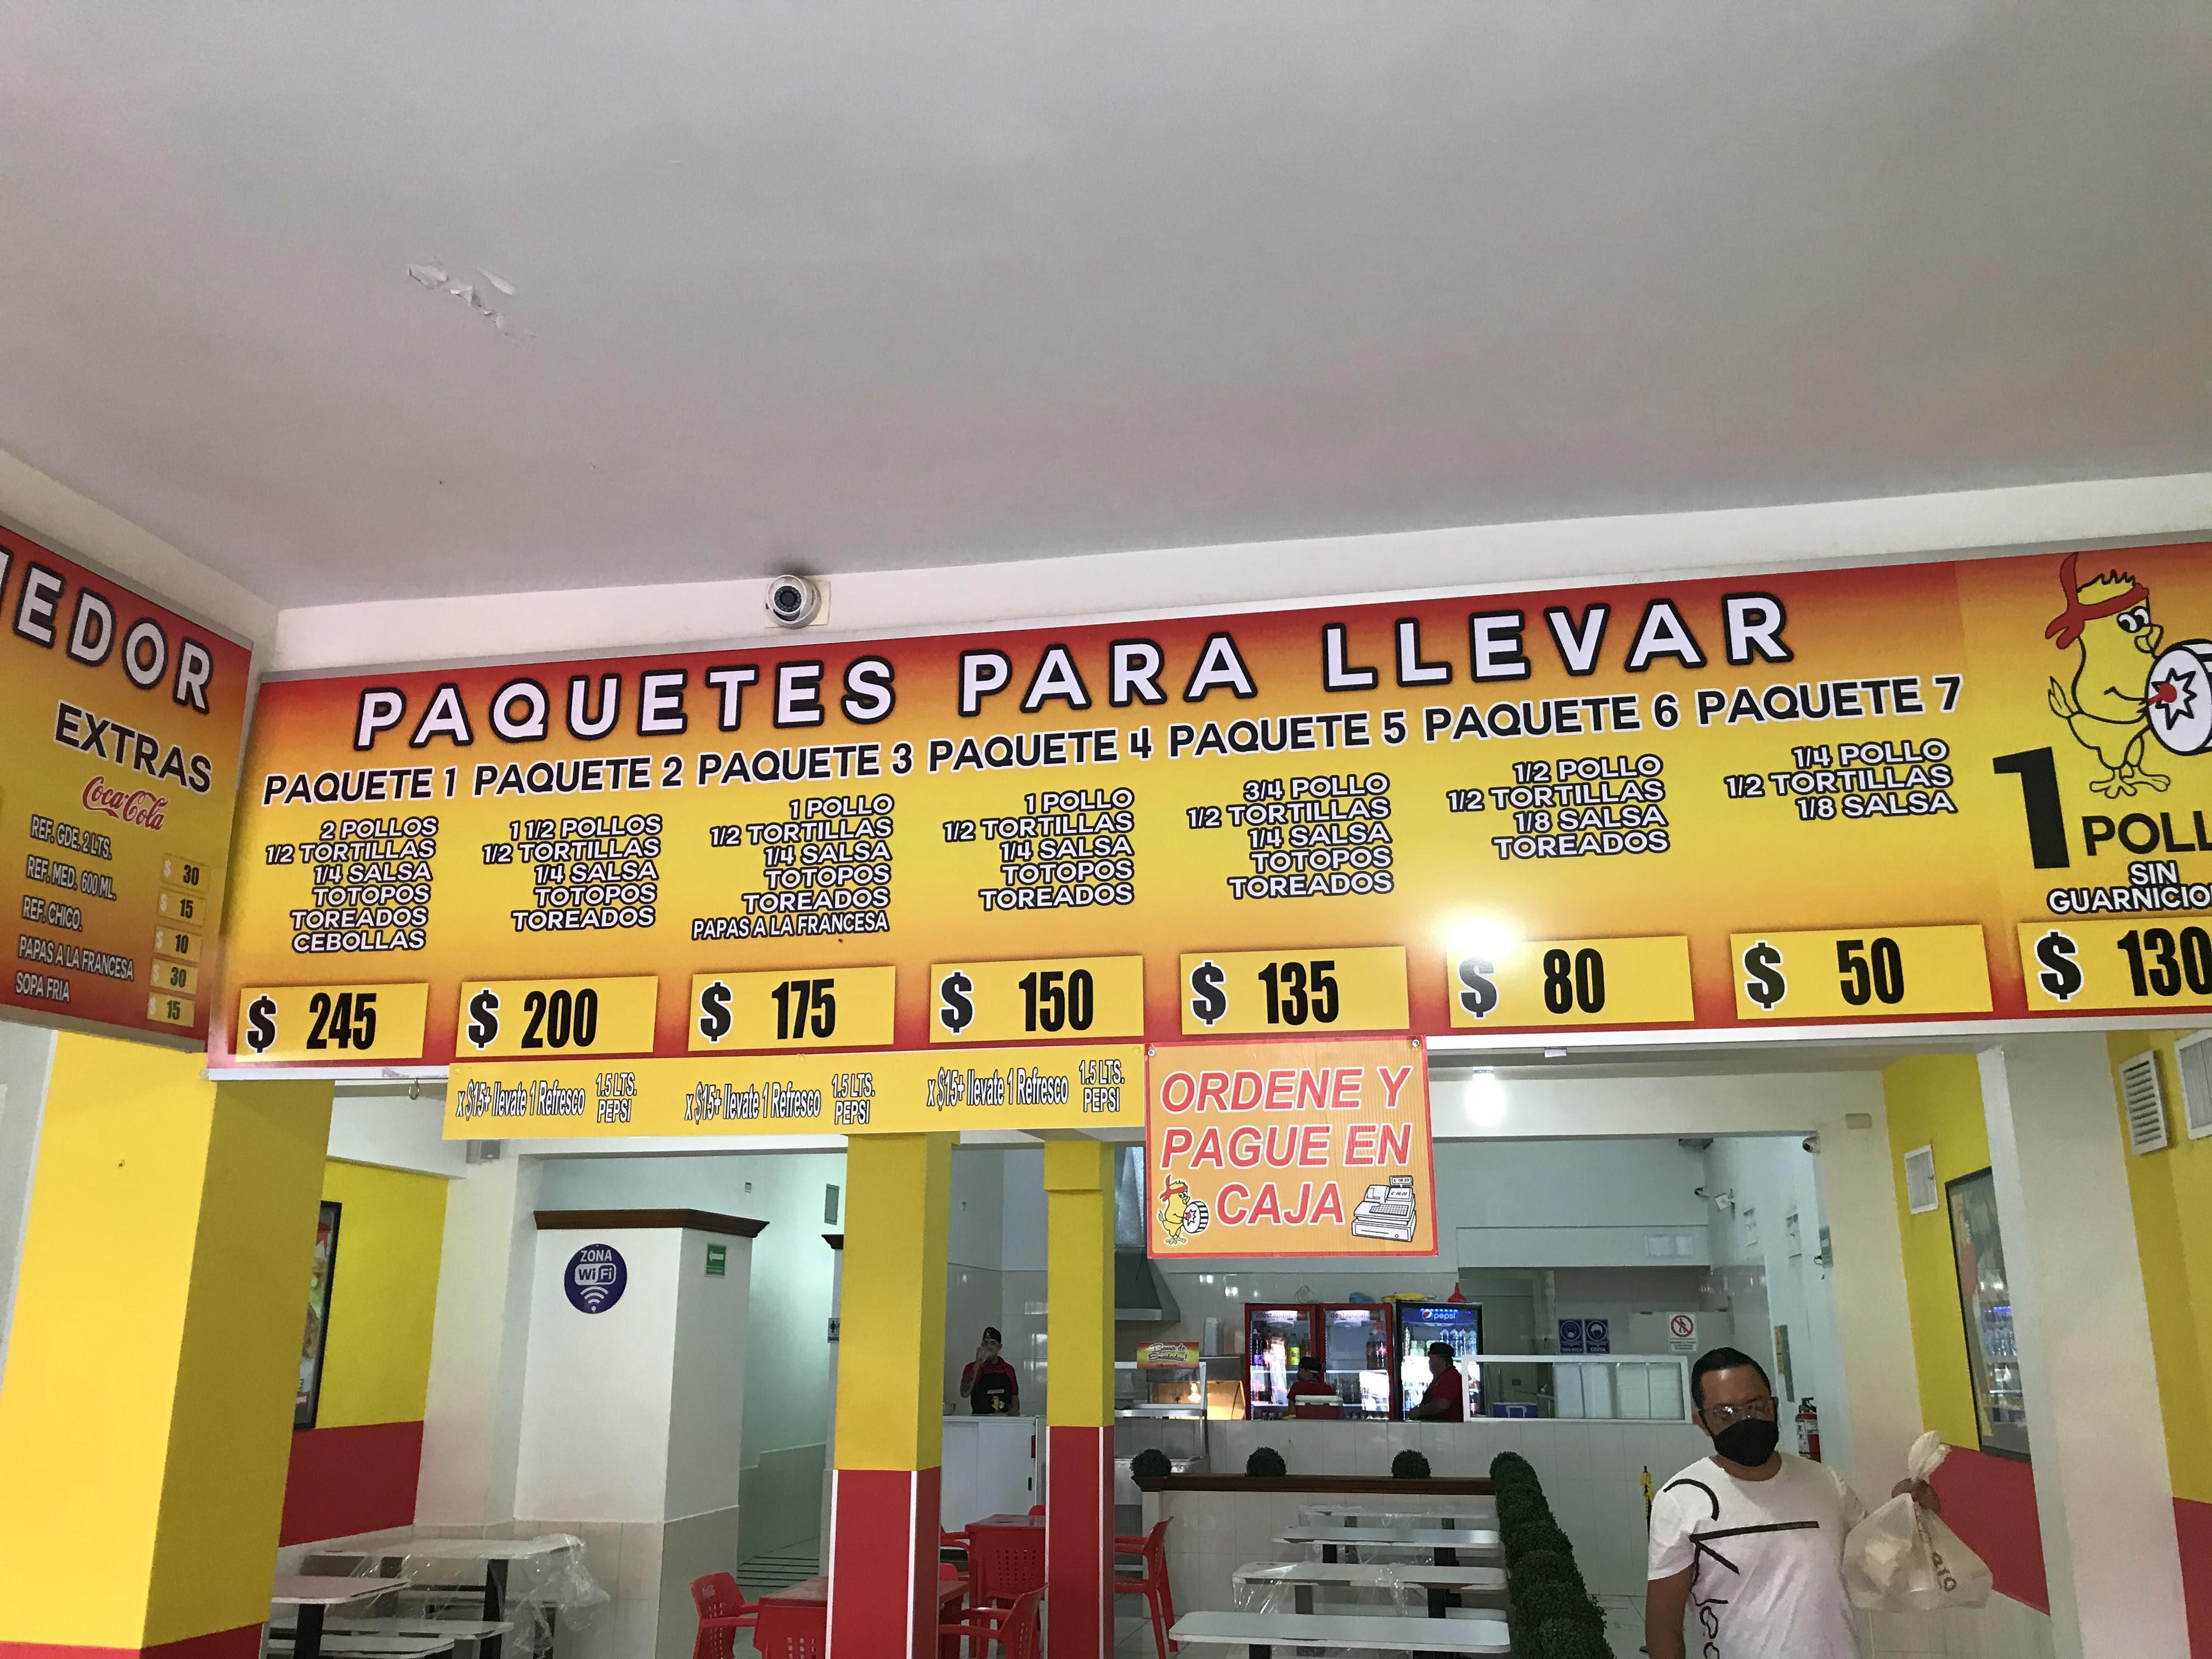 EDOR
EXTRAS
Coca-Cola
REF. GDE. 2 LTS. $ 30
REF. MED. 600 ML. $ 15
REF. CHICO. $ 10
PAPAS A LA FRANCESA $ 30
SOPA FRIA $ 15
PAQUETES PARA LLEVAR
PAQUETE 1
2 POLLOS
1/2 TORTILLAS
1/4 SALSA
TOTOPOS
TOREADOS
CEBOLLAS
$ 245
PAQUETE 2
1 1/2 POLLOS
1/2 TORTILLAS
1/4 SALSA
TOTOPOS
TOREADOS
$ 200
x $15+ llevate 1 Refresco 1.5 LTS.
PEPSI
PAQUETE 3
1 POLLO
1/2 TORTILLAS
1/4 SALSA
TOTOPOS
TOREADOS
PAPAS A LA FRANCESA
$ 175
x $15+ llevate 1 Refresco 1.5 LTS.
PEPSI
PAQUETE 4
1 POLLO
1/2 TORTILLAS
1/4 SALSA
TOTOPOS
TOREADOS
$ 150
x $15+ llevate 1 Refresco 1.5 LTS.
PEPSI
PAQUETE 5
3/4 POLLO
1/2 TORTILLAS
1/4 SALSA
TOTOPOS
TOREADOS
$ 135
PAQUETE 6
1/2 POLLO
1/2 TORTILLAS
1/8 SALSA
TOREADOS
$ 80
PAQUETE 7
1/4 POLLO
1/2 TORTILLAS
1/8 SALSA
$ 50
1 POLL
SIN
GUARNICIO
$ 130
ORDENE Y
PAGUE EN
CAJA
ZONA
WiFi
pepsi